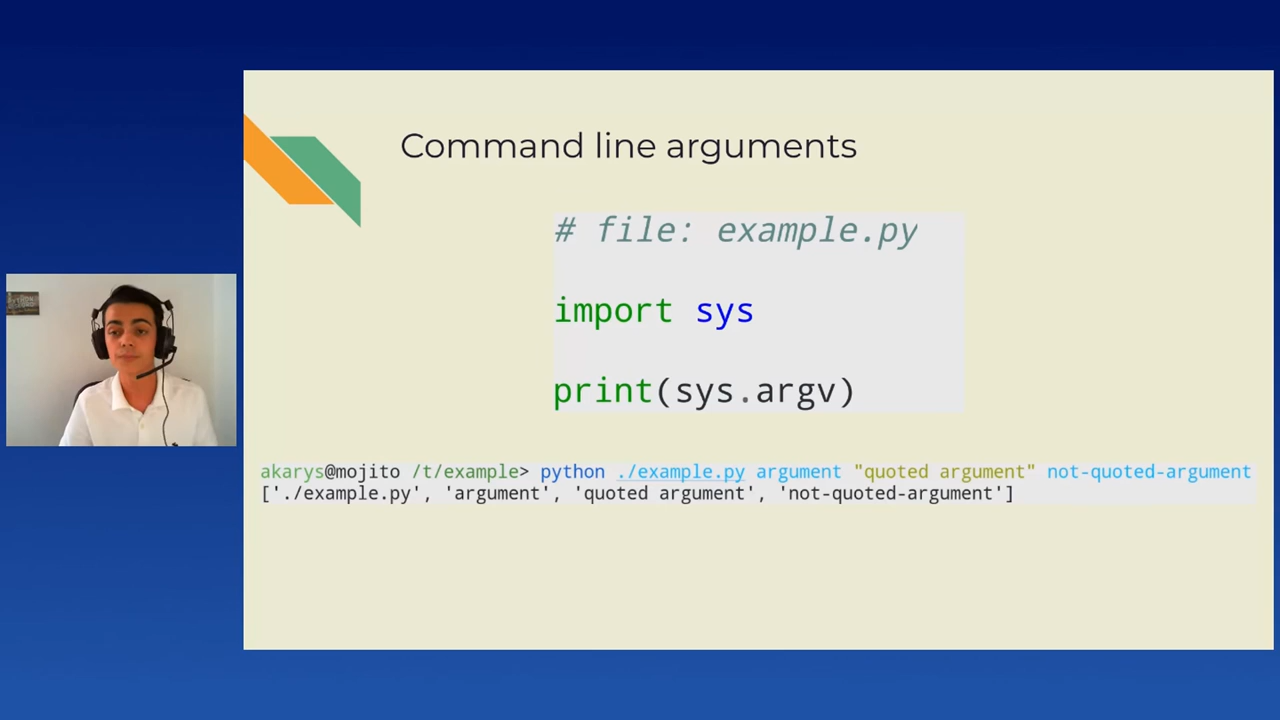 Command line arguments
# file: example.py
import sys
print(sys.argv)
akarys@mojito /t/example> python ./example.py argument "quoted argument" not-quoted-argument
['./example.py', 'argument', 'quoted argument', 'not-quoted-argument']